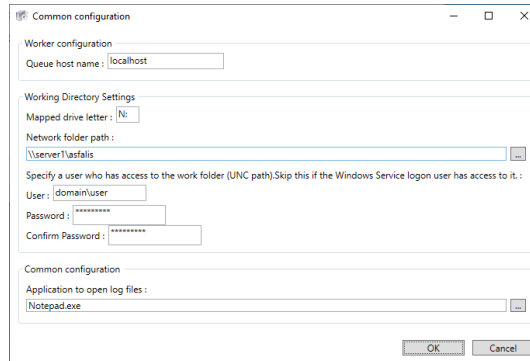 Common configuration
Worker configuration
Queue host name : localhost
Working Directory Settings
Mapped drive letter : N:
Network folder path :
\\server1\asfalis
...
Specify a user who has access to the work folder (UNC path).Skip this if the Windows Service logon user has access to it. :
User : domain\user
Password : *********
Confirm Password : *********
Common configuration
Application to open log files :
Notepad.exe
...
OK Cancel